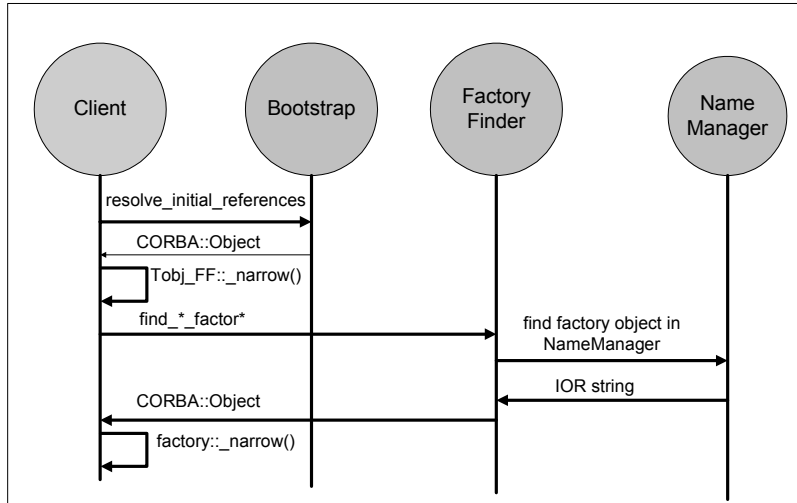 Client
Bootstrap
Factory
Finder
Name
Manager
resolve_initial_references
CORBA::Object
Tobj_FF::_narrow()
find_*_factor*
find factory object in
NameManager
IOR string
CORBA::Object
factory::_narrow()